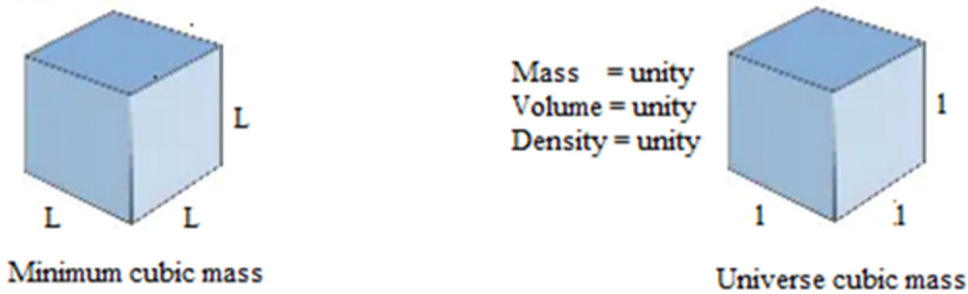 L
L
L
Minimum cubic mass
Mass = unity
Volume = unity
Density = unity
1
1
1
Universe cubic mass